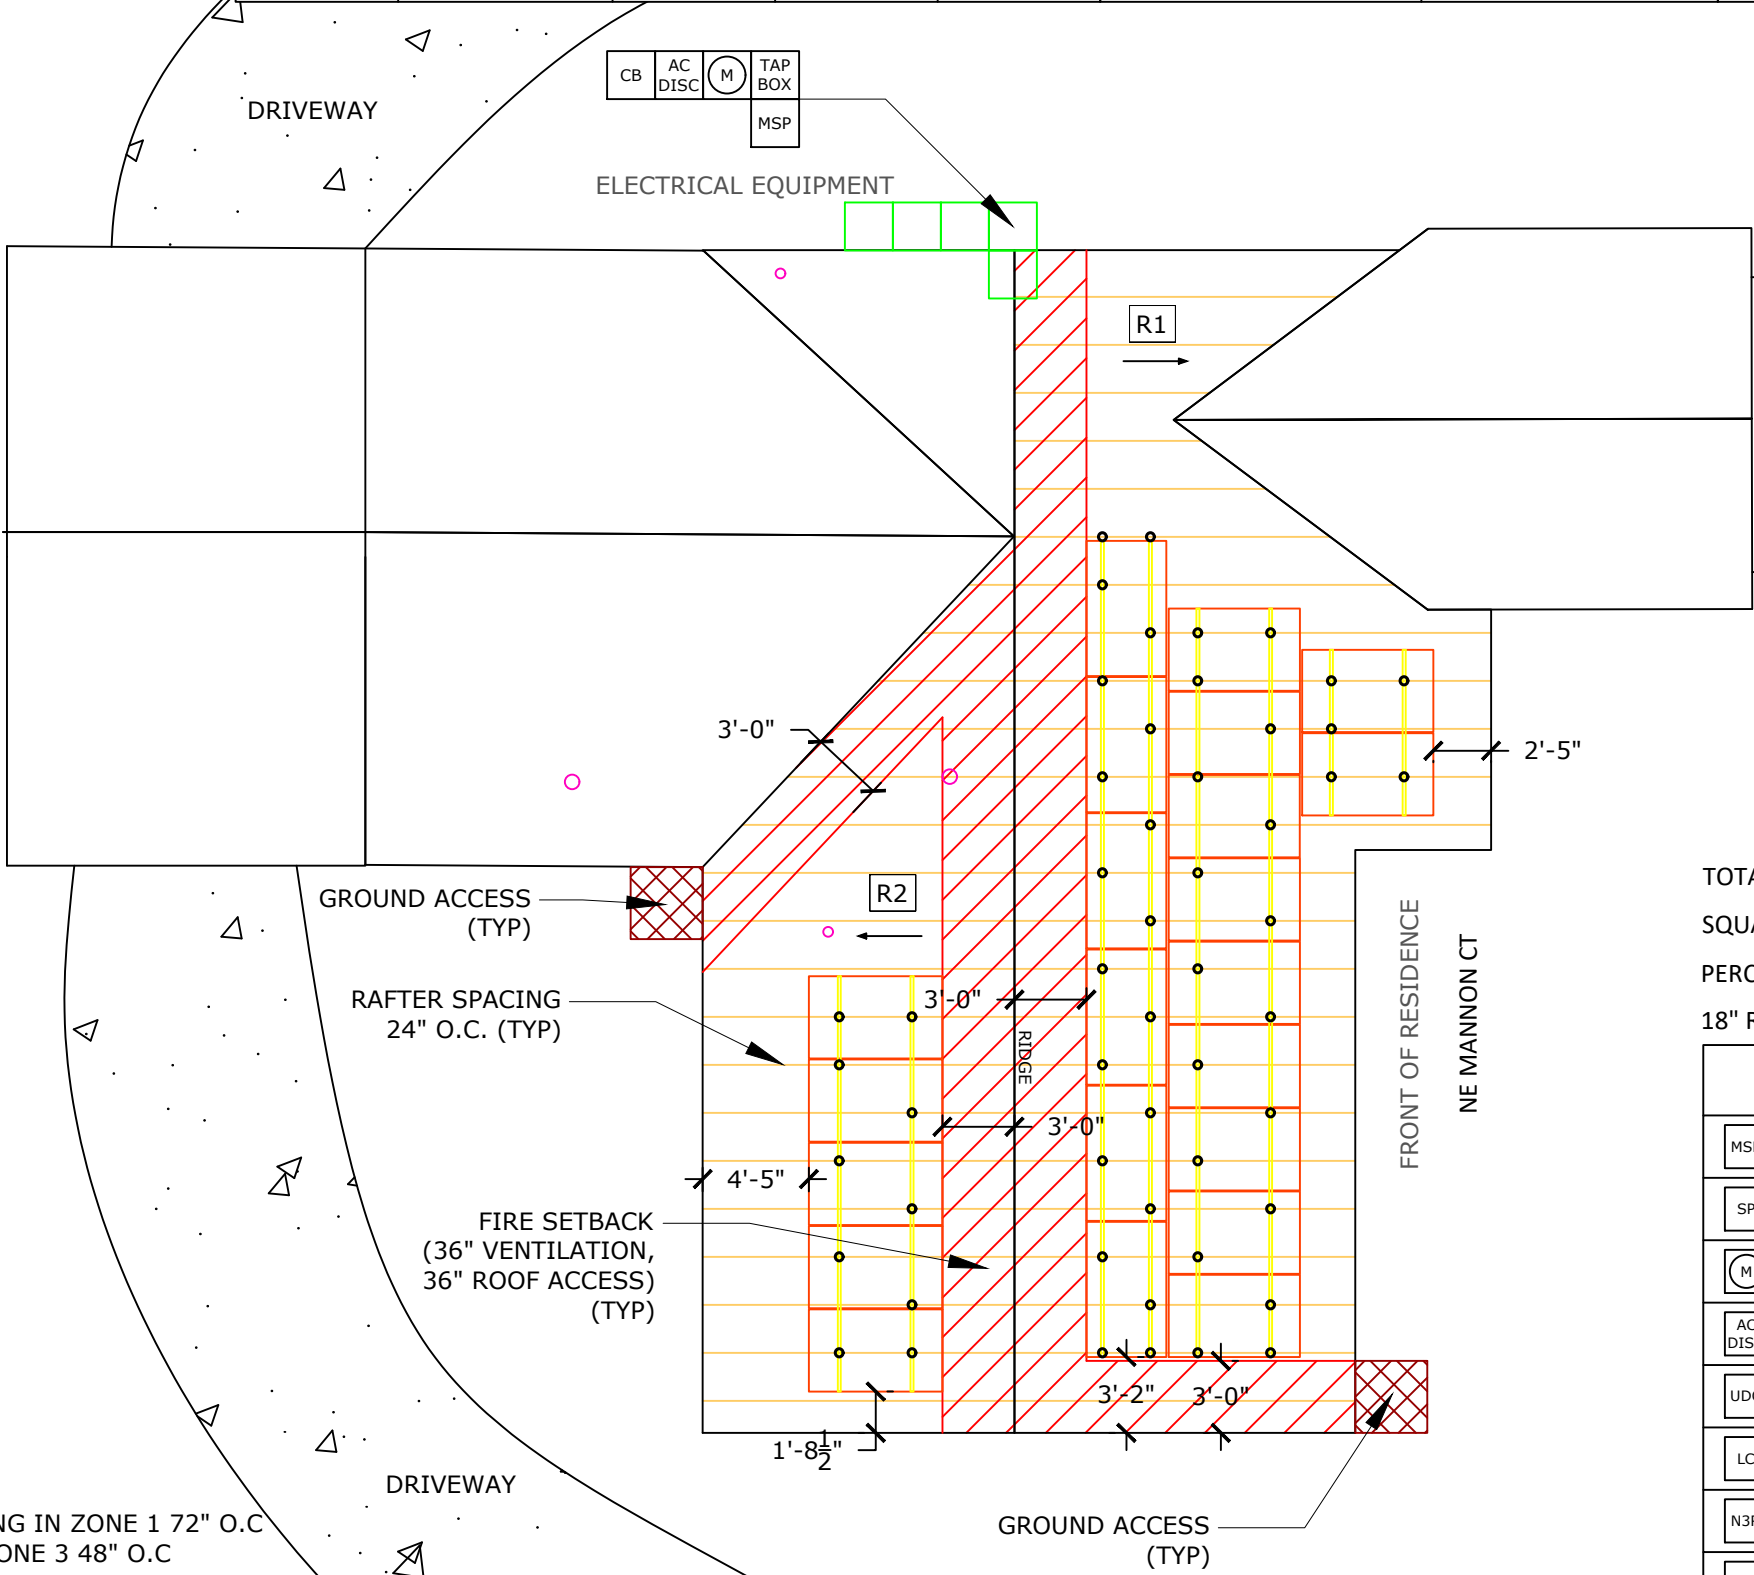 DRIVEWAY
CB
AC
DISC
M
TAP
BOX
MSP
ELECTRICAL EQUIPMENT
R1
3'-0"
2'-5"
GROUND ACCESS
(TYP)
R2
RAFTER SPACING
24" O.C. (TYP)
3'-0"
RIDGE
3'-0"
4'-5"
FIRE SETBACK
(36" VENTILATION,
36" ROOF ACCESS)
(TYP)
FRONT OF RESIDENCE
NE MANNON CT
3'-2"
3'-0"
1'-8½"
DRIVEWAY
GROUND ACCESS
(TYP)
NG IN ZONE 1 72" O.C
ONE 3 48" O.C
TOTA
SQUA
PERC
18" F
MS
SP
M
AC
DIS
UD
LC
N3